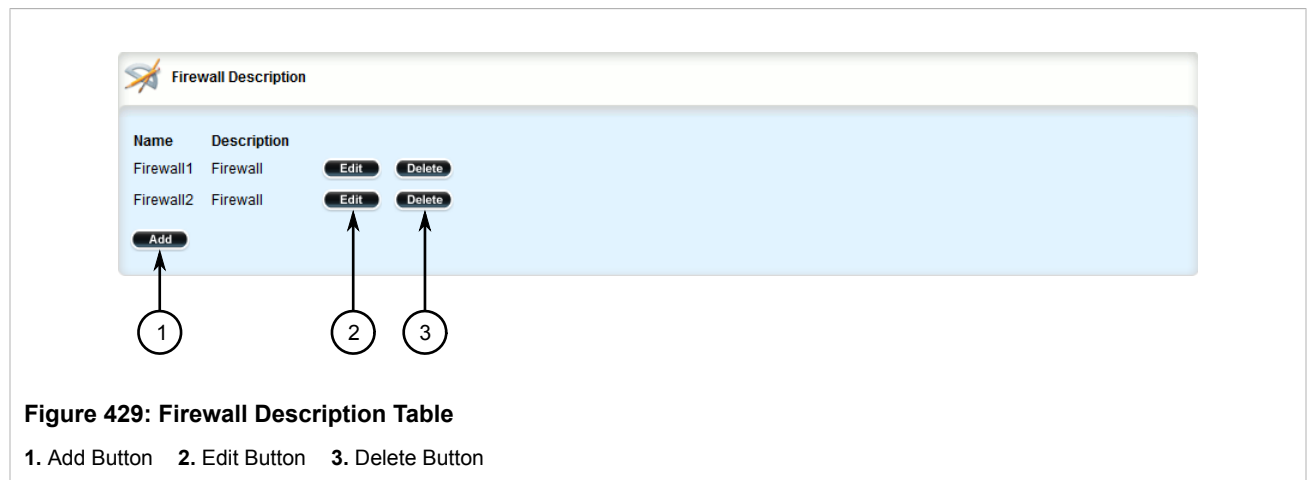 Firewall Description
Name Description
Firewall1 Firewall Edit Delete
Firewall2 Firewall Edit Delete
Add
1 2 3
Figure 429: Firewall Description Table
1. Add Button 2. Edit Button 3. Delete Button